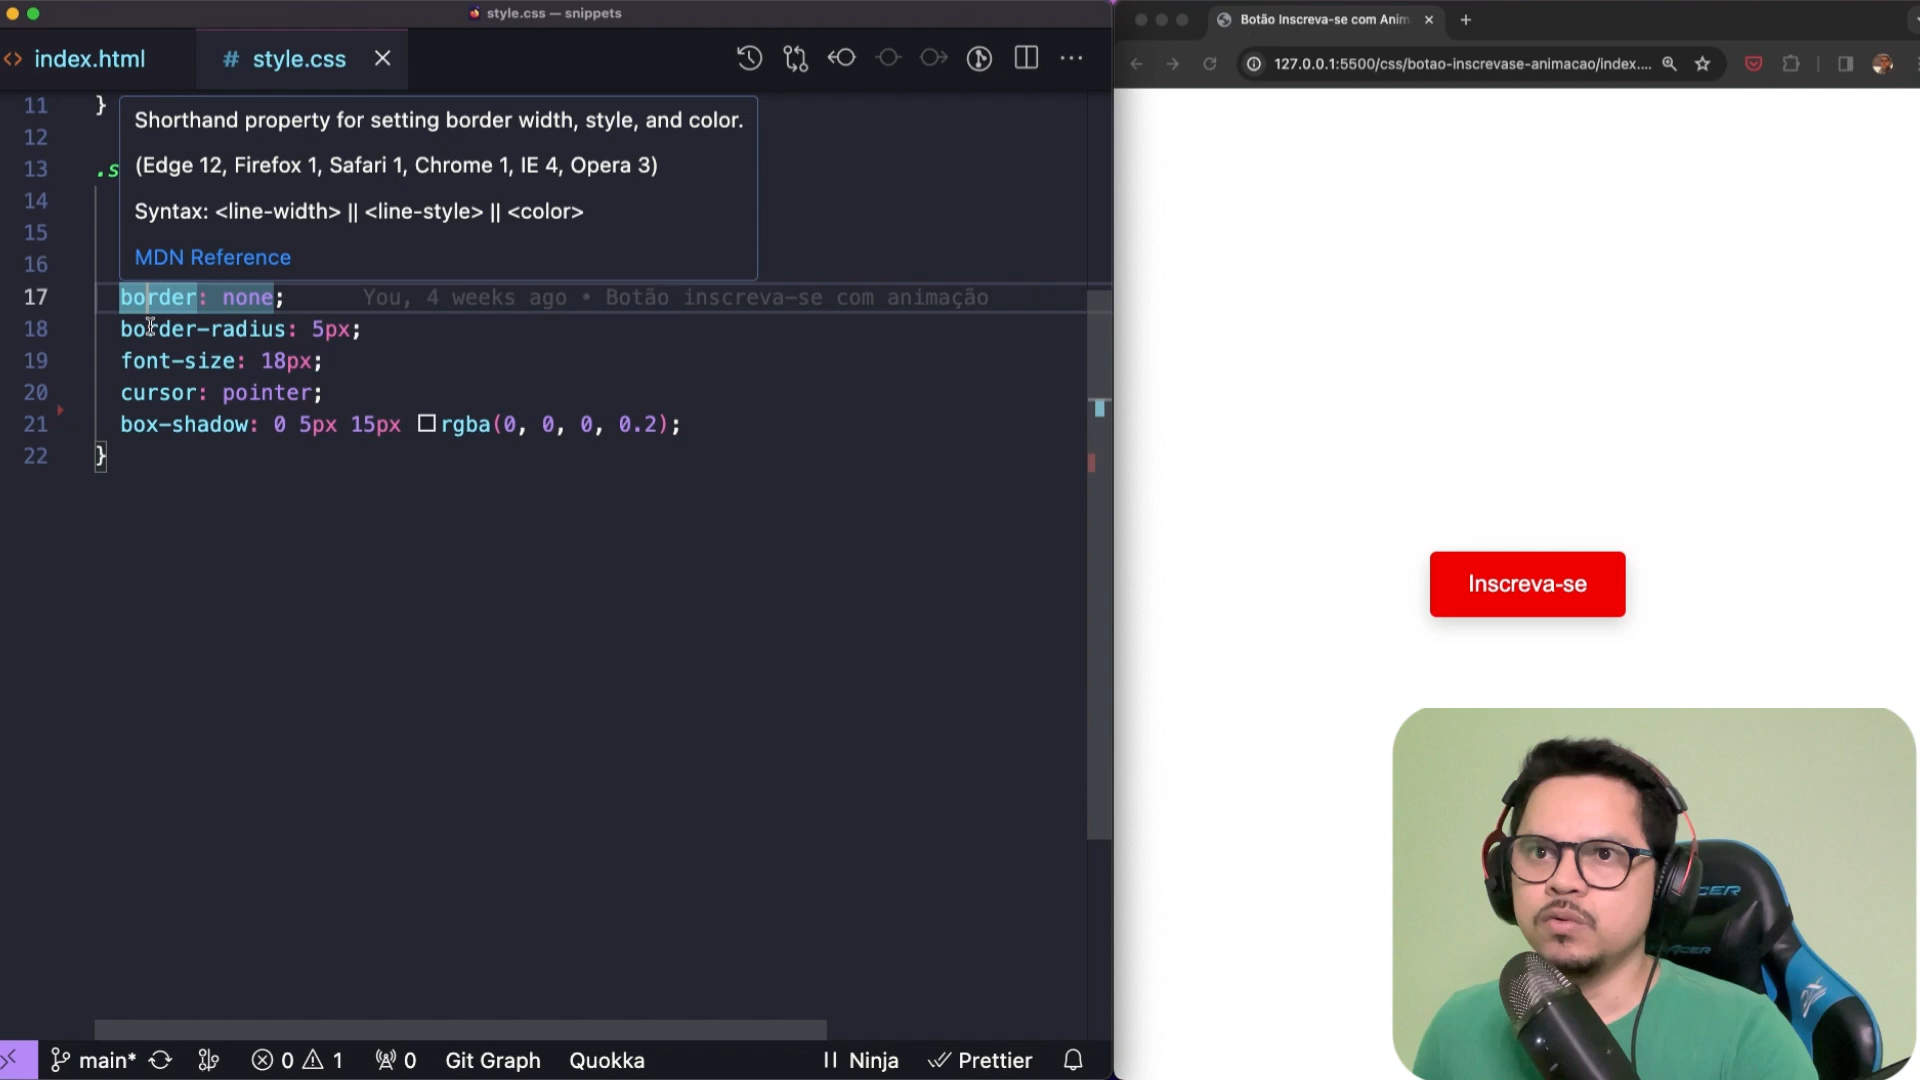 style.css — snippets
index.html
# style.css
11 }
12
13 .s
14
15
16
Shorthand property for setting border width, style, and color.
(Edge 12, Firefox 1, Safari 1, Chrome 1, IE 4, Opera 3)
Syntax: <line-width> || <line-style> || <color>
MDN Reference
17 border: none; You, 4 weeks ago • Botão inscreva-se com animação
18 border-radius: 5px;
19 font-size: 18px;
20 cursor: pointer;
21 box-shadow: 0 5px 15px rgba(0, 0, 0, 0.2);
22 }
main* 0 1 0 Git Graph Quokka Ninja Prettier
Botão Inscreva-se com Anim
127.0.0.1:5500/css/botao-inscrevase-animacao/index....
Inscreva-se